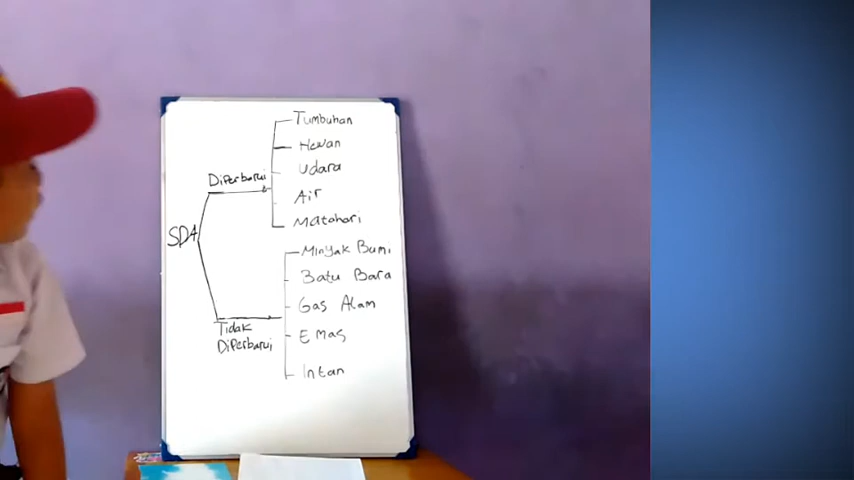 SDA
Diperbarui
Tumbuhan
Hewan
Udara
Air
Matahari
Tidak
Diperbarui
Minyak Bumi
Batu Bara
Gas Alam
Emas
Intan